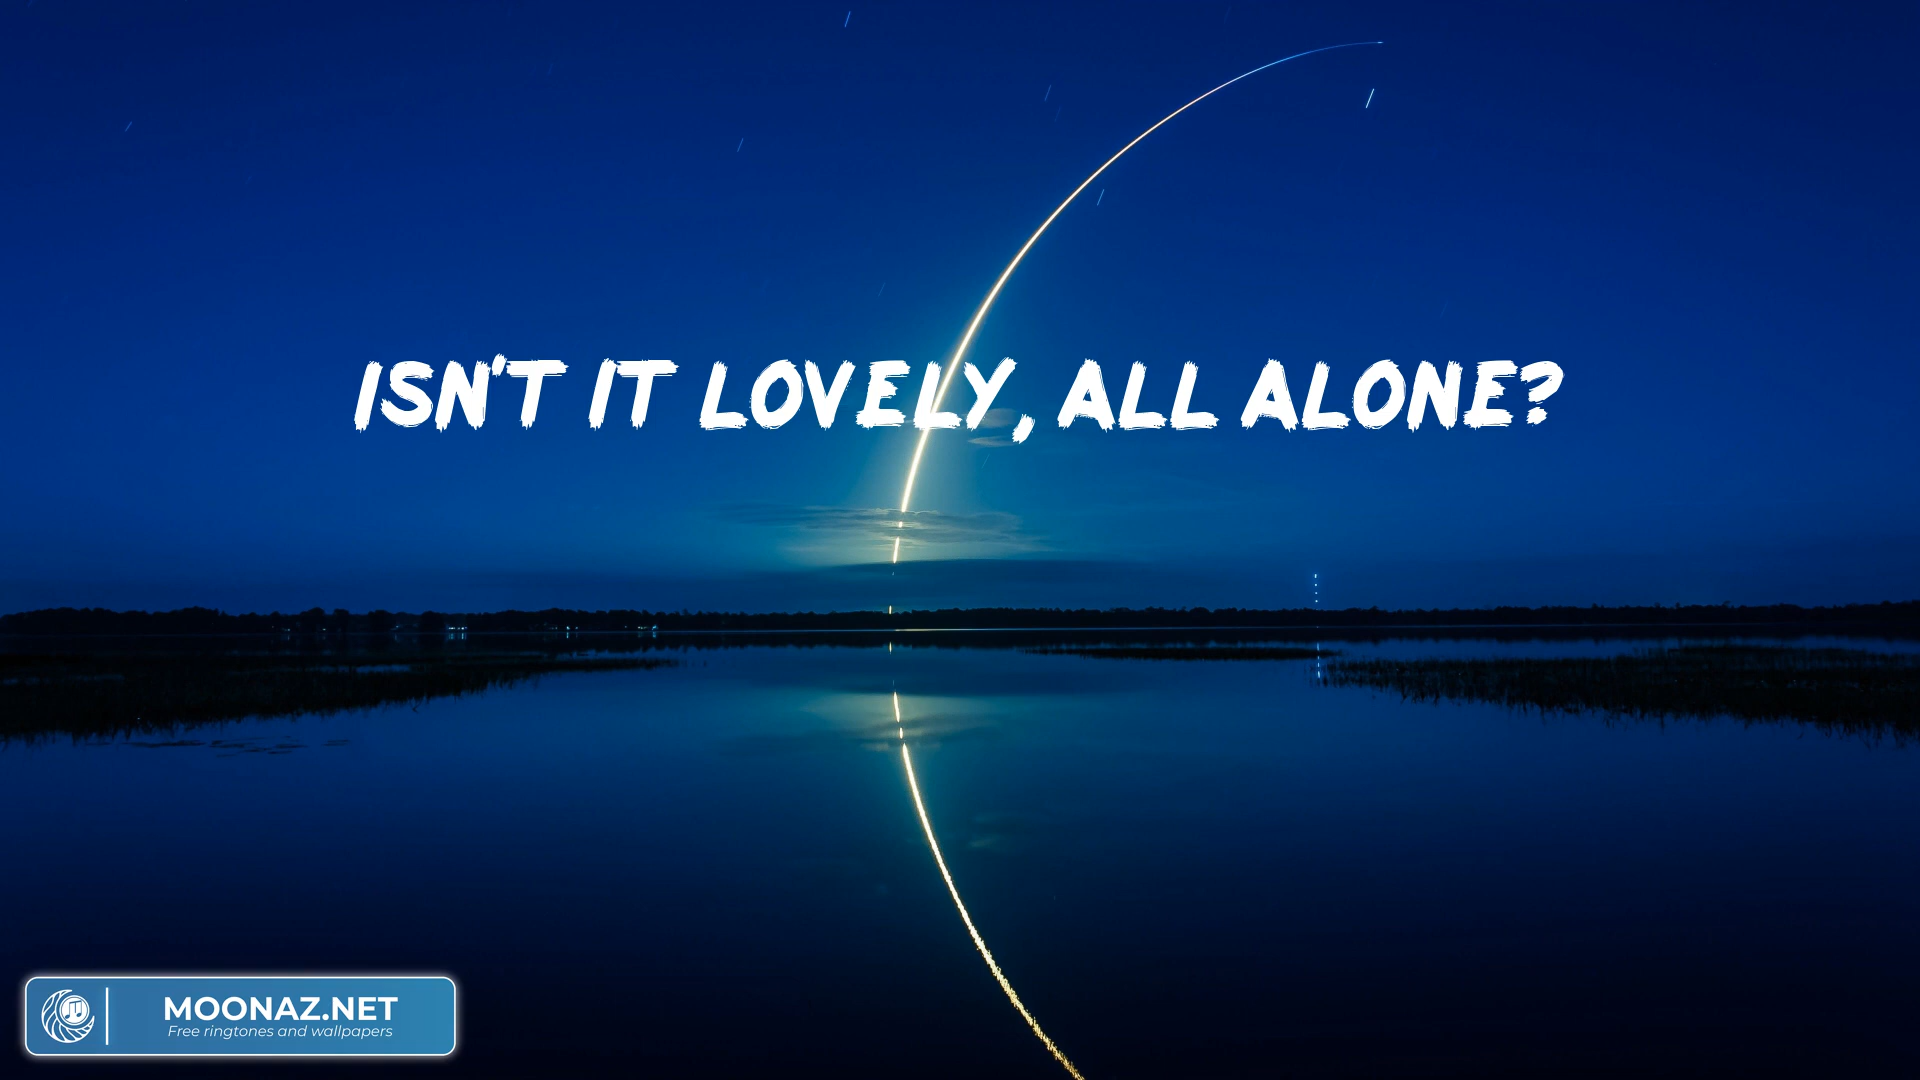 ISN'T IT LOVELY, ALL ALONE?
MOONAZ.NET
Free ringtones and wallpapers